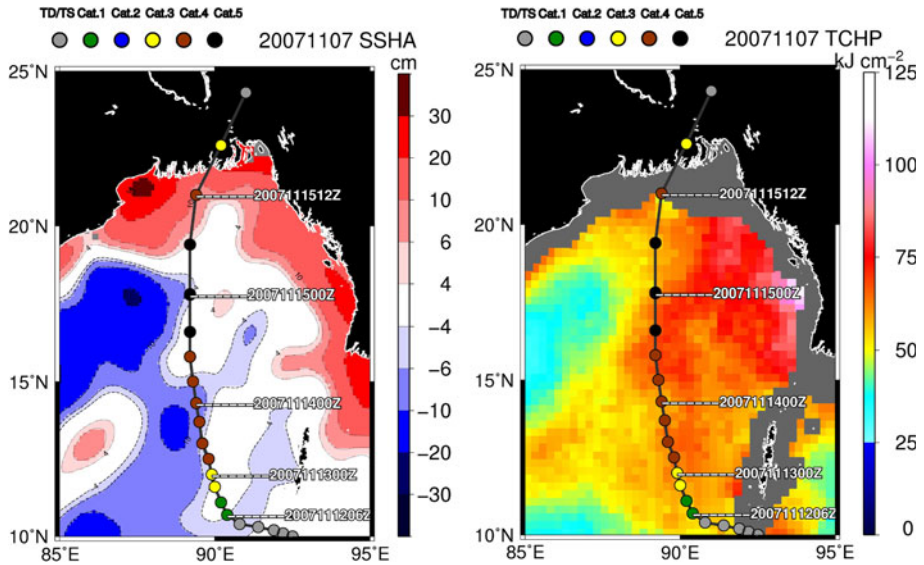 TD/TS Cat.1 Cat.2 Cat.3 Cat.4 Cat.5
20071107 SSHA
cm
25°N
20°N
15°N
10°N
85°E
90°E
95°E
2007111512Z
2007111500Z
2007111400Z
2007111300Z
2007111206Z
30
20
10
6
4
−4
−6
−10
−20
−30
TD/TS Cat.1 Cat.2 Cat.3 Cat.4 Cat.5
20071107 TCHP
kJ cm⁻²
25°N
20°N
15°N
10°N
85°E
90°E
95°E
2007111512Z
2007111500Z
2007111400Z
2007111300Z
2007111206Z
125
100
75
50
25
0